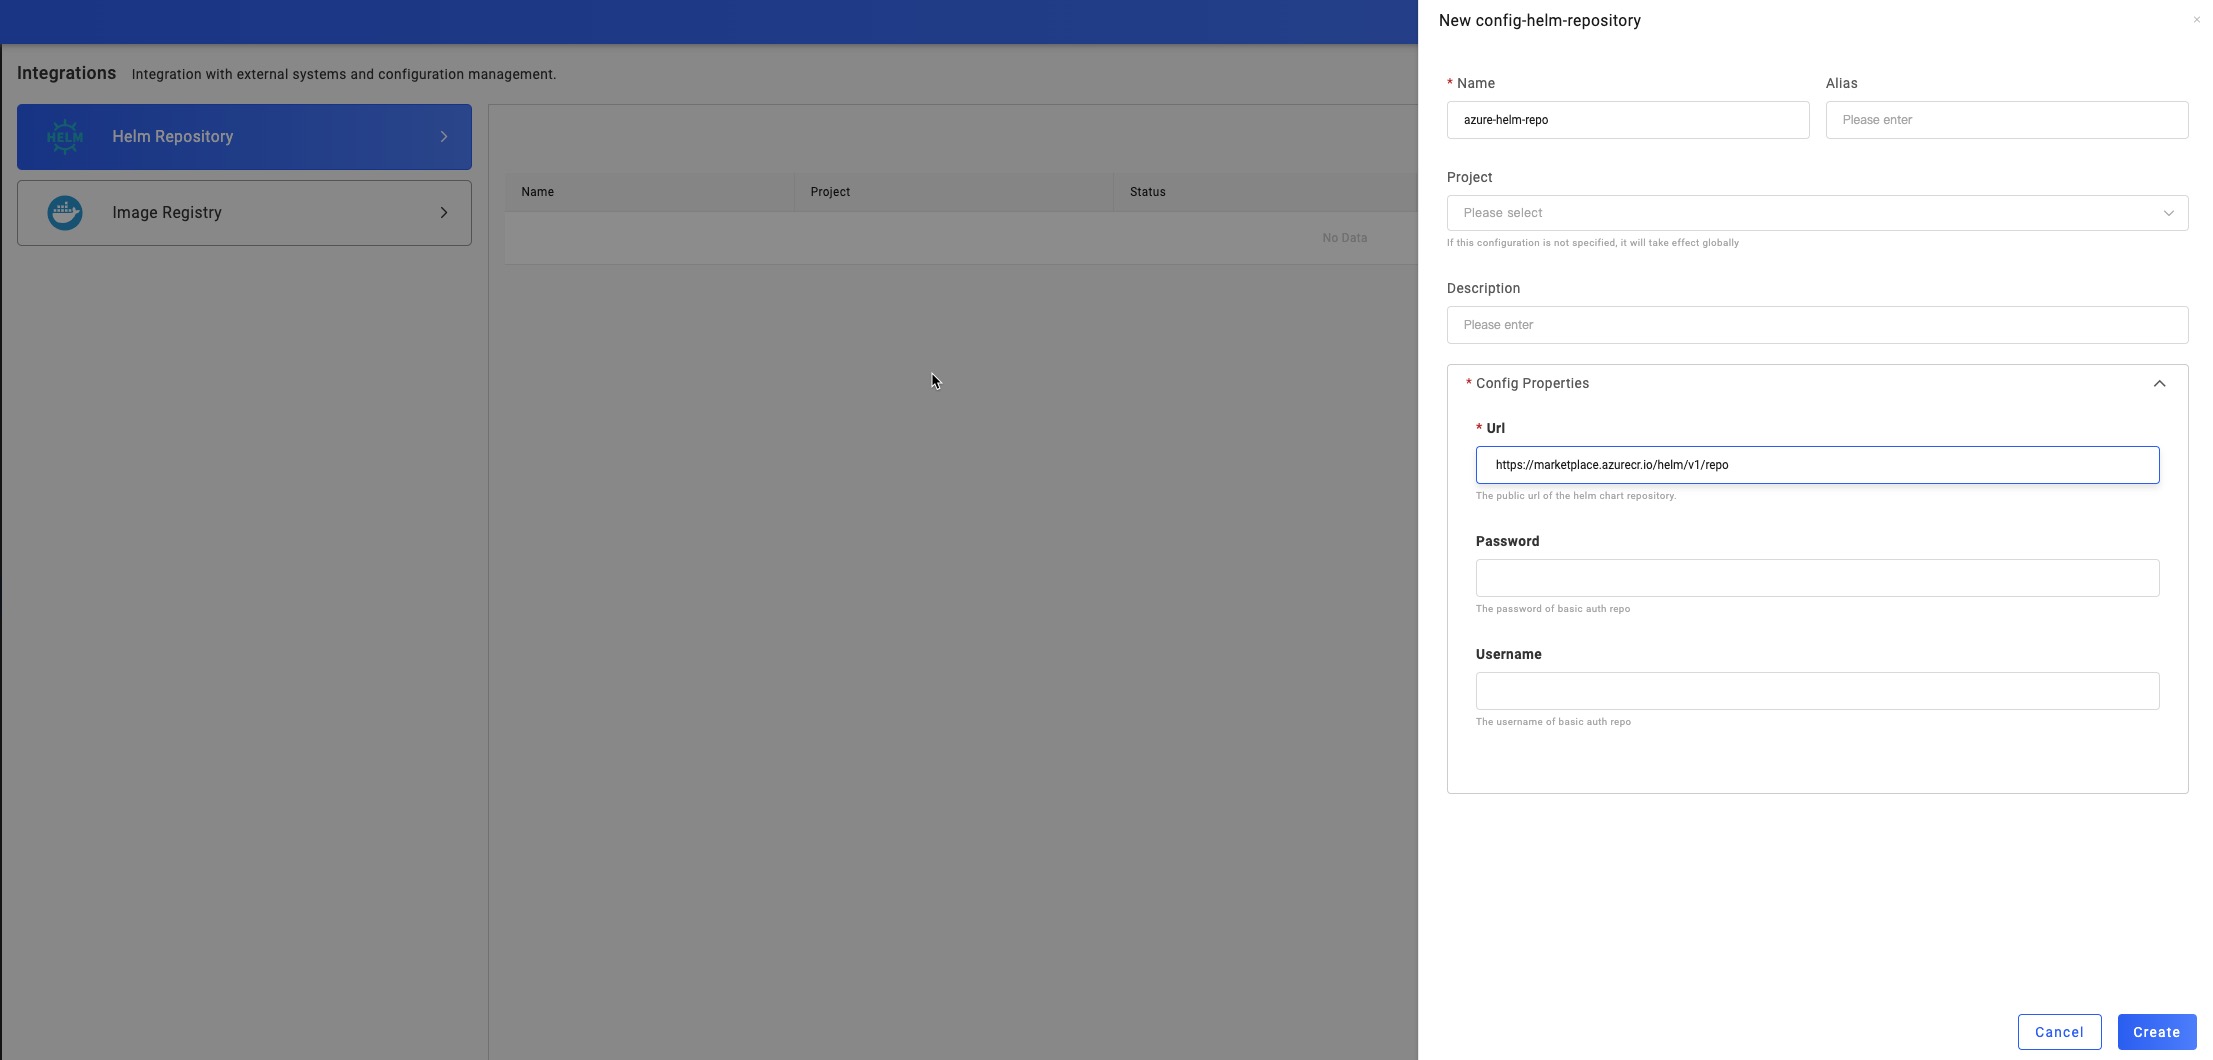 Integrations Integration with external systems and configuration management.
HELM Helm Repository
Image Registry
Name Project Status
No Data
New config-helm-repository ×
* Name Alias
azure-helm-repo Please enter
Project
Please select
If this configuration is not specified, it will take effect globally
Description
Please enter
* Config Properties
* Url
https://marketplace.azurecr.io/helm/v1/repo
The public url of the helm chart repository.
Password
The password of basic auth repo
Username
The username of basic auth repo
Cancel Create